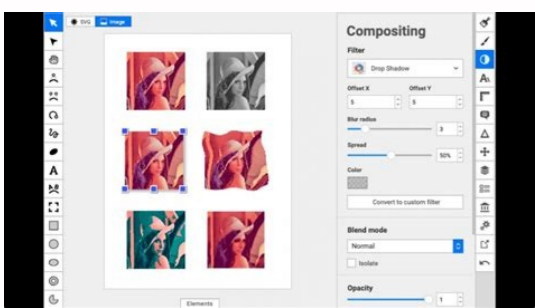 SVG Image
Compositing
Filter
Drop Shadow
Offset X Offset Y
5 5
Blur radius
3
Spread
50%
Color
Convert to custom filter
Blend mode
Normal
Isolate
Opacity
1
Elements
A
A